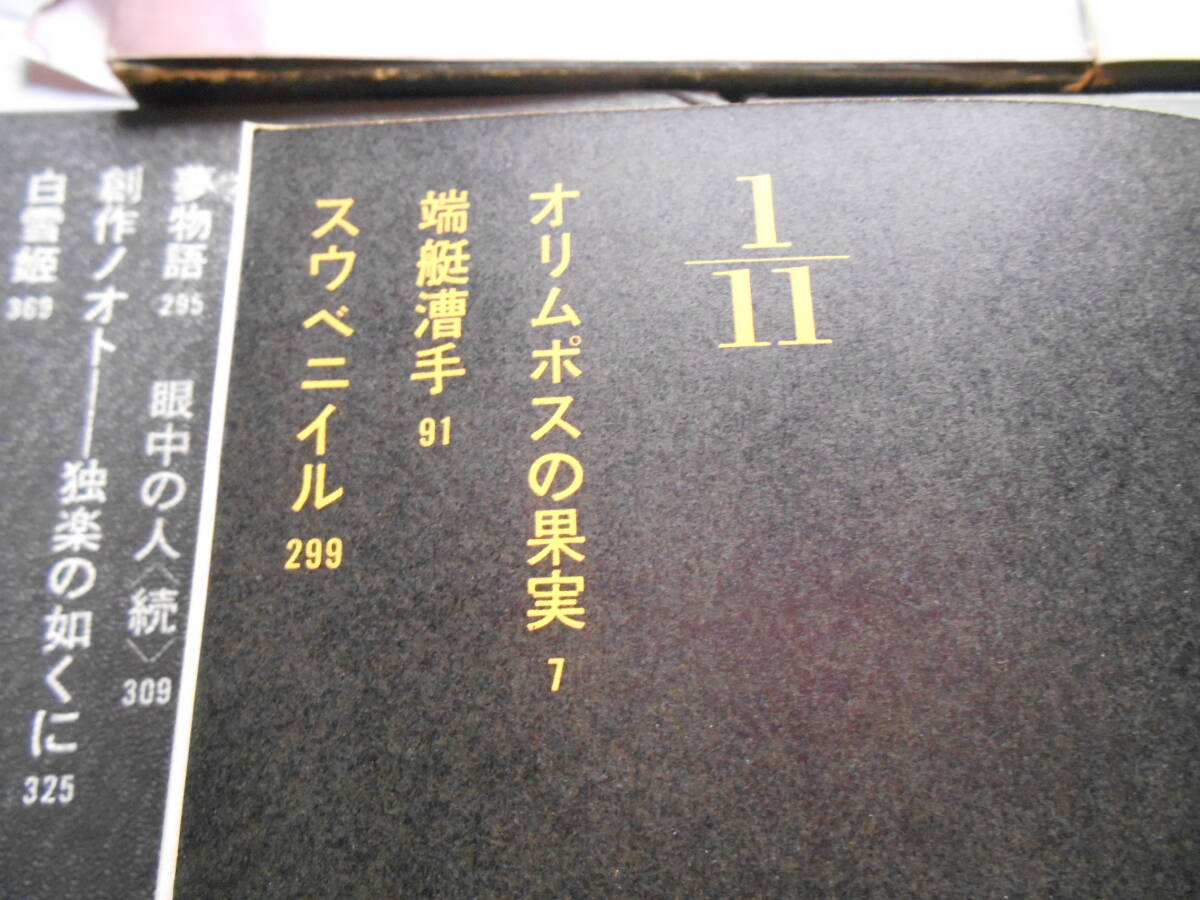 1
11
オリムポスの果実 7
端艇漕手 91
スウベニイル 299
夢物語 295 眼中の人〈続〉 309
創作ノオト——独楽の如くに 325
白雪姫 369